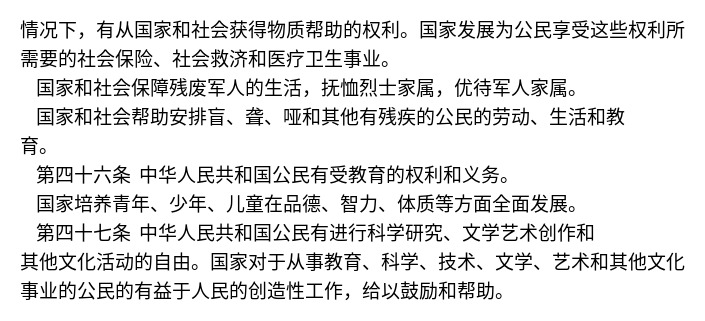 情况下，有从国家和社会获得物质帮助的权利。国家发展为公民享受这些权利所
需要的社会保险、社会救济和医疗卫生事业。
国家和社会保障残废军人的生活，抚恤烈士家属，优待军人家属。
国家和社会帮助安排盲、聋、哑和其他有残疾的公民的劳动、生活和教
育。
第四十六条 中华人民共和国公民有受教育的权利和义务。
国家培养青年、少年、儿童在品德、智力、体质等方面全面发展。
第四十七条 中华人民共和国公民有进行科学研究、文学艺术创作和
其他文化活动的自由。国家对于从事教育、科学、技术、文学、艺术和其他文化
事业的公民的有益于人民的创造性工作，给以鼓励和帮助。